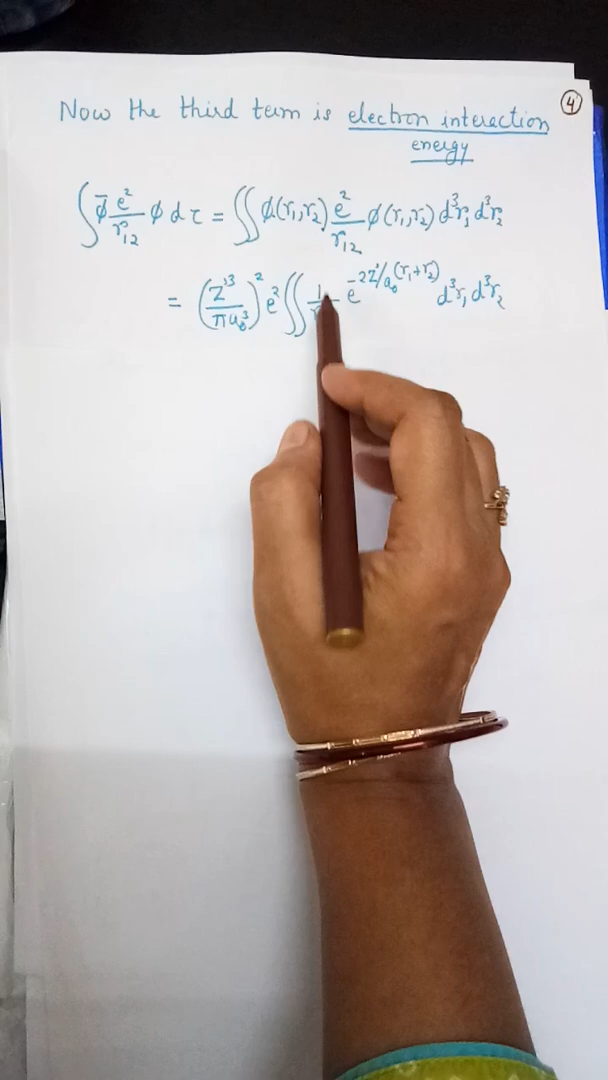 Now the third term is electron interaction
energy
④
∫ φ̄ e²/r₁₂ φ dτ = ∬ φ(r₁,r₂) e²/r₁₂ φ(r₁,r₂) d³r₁ d³r₂
= (Z'³/πa₀³)² e² ∬ 1/ e^(-2Z'/a₀ (r₁+r₂)) d³r₁ d³r₂